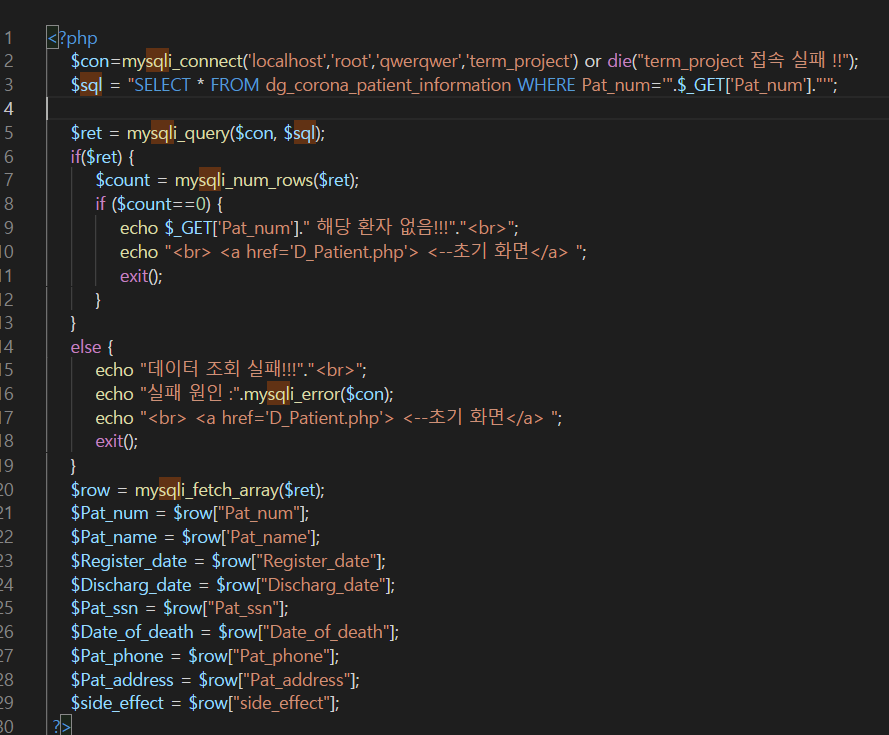 1 <?php
2 $con=mysqli_connect('localhost','root','qwerqwer','term_project') or die("term_project 접속 실패 !!");
3 $sql = "SELECT * FROM dg_corona_patient_information WHERE Pat_num='".$_GET['Pat_num']."'";
4
5 $ret = mysqli_query($con, $sql);
6 if($ret) {
7 $count = mysqli_num_rows($ret);
8 if ($count==0) {
9 echo $_GET['Pat_num']." 해당 환자 없음!!!"."<br>";
10 echo "<br> <a href='D_Patient.php'> <--초기 화면</a> ";
11 exit();
12 }
13 }
14 else {
15 echo "데이터 조회 실패!!!"."<br>";
16 echo "실패 원인 :".mysqli_error($con);
17 echo "<br> <a href='D_Patient.php'> <--초기 화면</a> ";
18 exit();
19 }
20 $row = mysqli_fetch_array($ret);
21 $Pat_num = $row["Pat_num"];
22 $Pat_name = $row['Pat_name'];
23 $Register_date = $row["Register_date"];
24 $Discharg_date = $row["Discharg_date"];
25 $Pat_ssn = $row["Pat_ssn"];
26 $Date_of_death = $row["Date_of_death"];
27 $Pat_phone = $row["Pat_phone"];
28 $Pat_address = $row["Pat_address"];
29 $side_effect = $row["side_effect"];
30 ?>